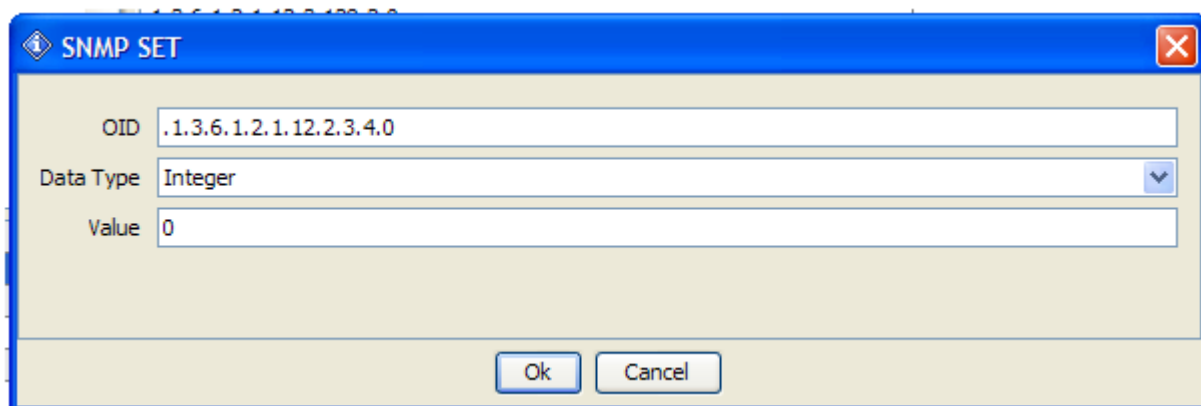 SNMP SET
OID .1.3.6.1.2.1.12.2.3.4.0
Data Type Integer
Value 0
Ok Cancel